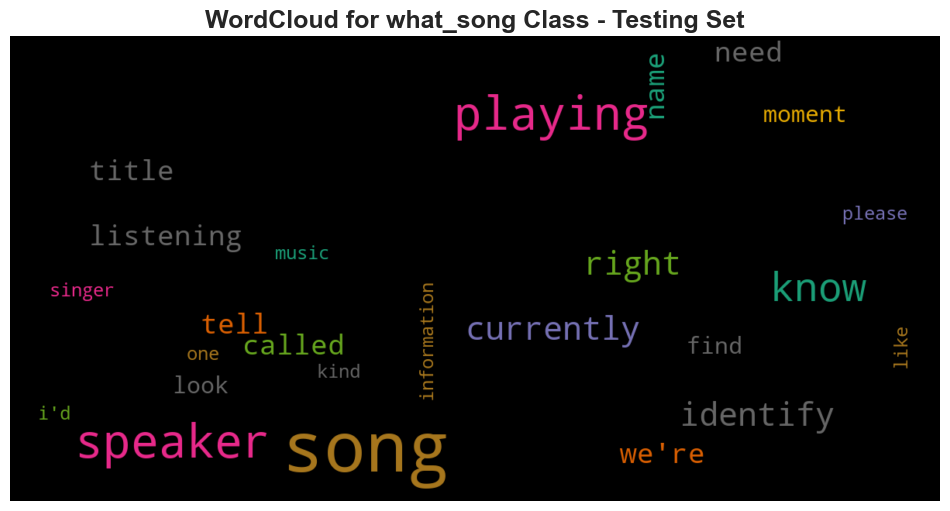 WordCloud for what_song Class - Testing Set
need
name
playing
moment
title
please
listening
music
right
know
singer
information
tell
currently
called
find
like
one
kind
look
i'd
identify
speaker
song
we're